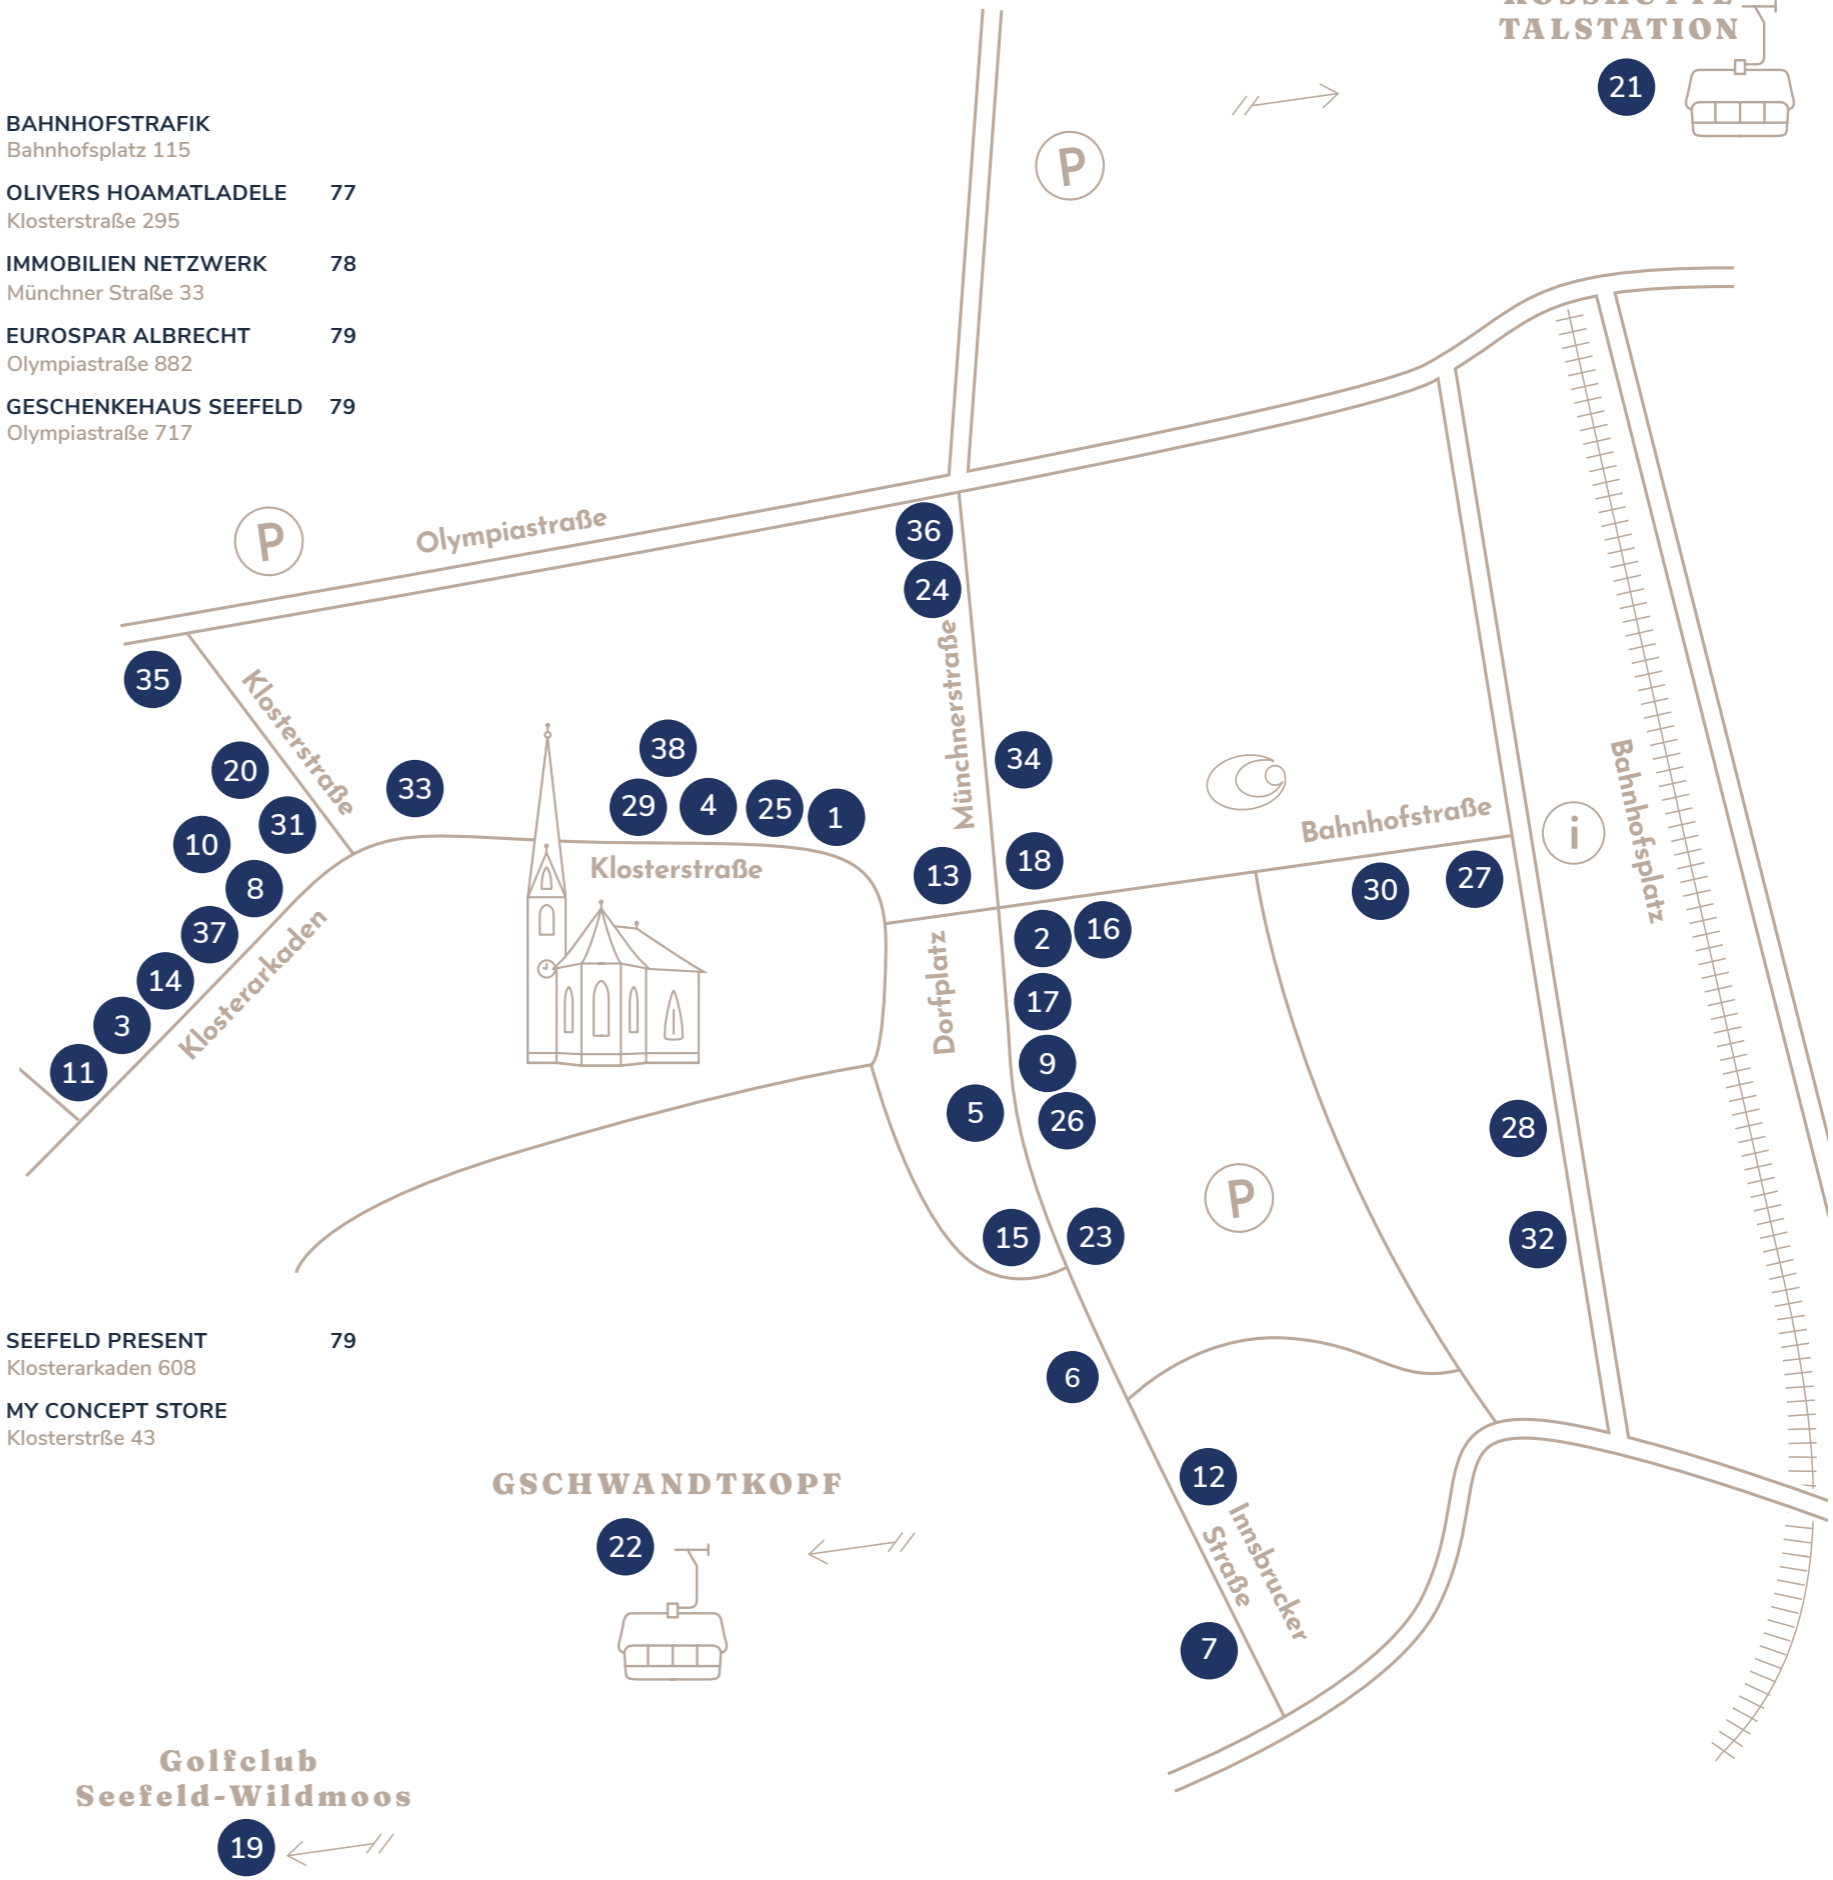 TALSTATION
21
BAHNHOFSTRAFIK
Bahnhofsplatz 115
OLIVERS HOAMATLADELE 77
Klosterstraße 295
IMMOBILIEN NETZWERK 78
Münchner Straße 33
EUROSPAR ALBRECHT 79
Olympiastraße 882
GESCHENKEHAUS SEEFELD 79
Olympiastraße 717
P
P
Olympiastraße
36
24
35
Klosterstraße
Münchnerstraße
20
33
38
34
29
4
25
1
31
10
Bahnhofstraße
i
Bahnhofsplatz
8
Klosterstraße
13
18
30
27
37
Klosterarkaden
Dorfplatz
2
16
14
17
3
9
11
5
26
28
P
15
23
32
SEEFELD PRESENT 79
Klosterarkaden 608
6
MY CONCEPT STORE
Klosterstrße 43
GSCHWANDTKOPF
12
22
Innsbrucker
Straße
7
Golfclub
Seefeld-Wildmoos
19